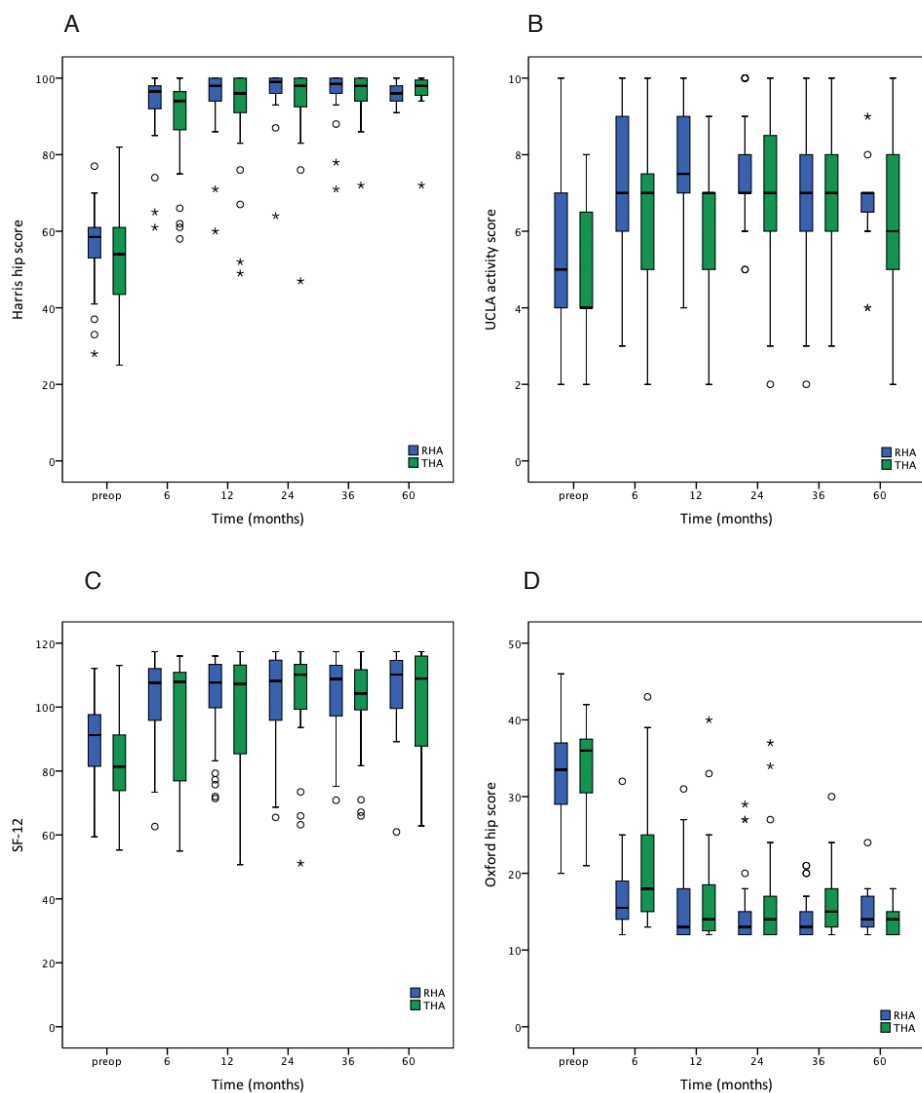 A
Harris hip score
100
80
60
40
20
0
RHA
THA
preop 6 12 24 36 60
Time (months)
B
UCLA activity score
10
8
6
4
2
0
RHA
THA
preop 6 12 24 36 60
Time (months)
C
SF-12
120
100
80
60
40
20
0
RHA
THA
preop 6 12 24 36 60
Time (months)
D
Oxford hip score
50
40
30
20
10
0
RHA
THA
preop 6 12 24 36 60
Time (months)